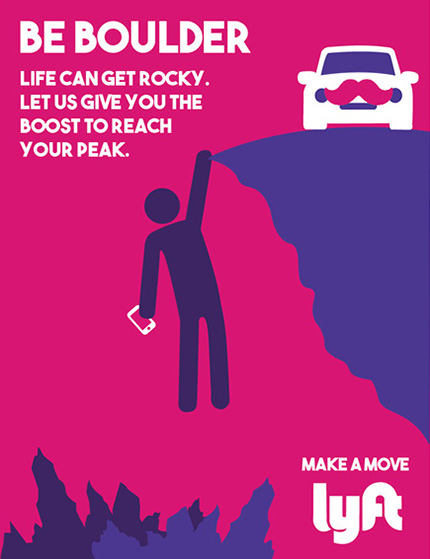 BE BOULDER
LIFE CAN GET ROCKY.
LET US GIVE YOU THE
BOOST TO REACH
YOUR PEAK.
MAKE A MOVE
lyft